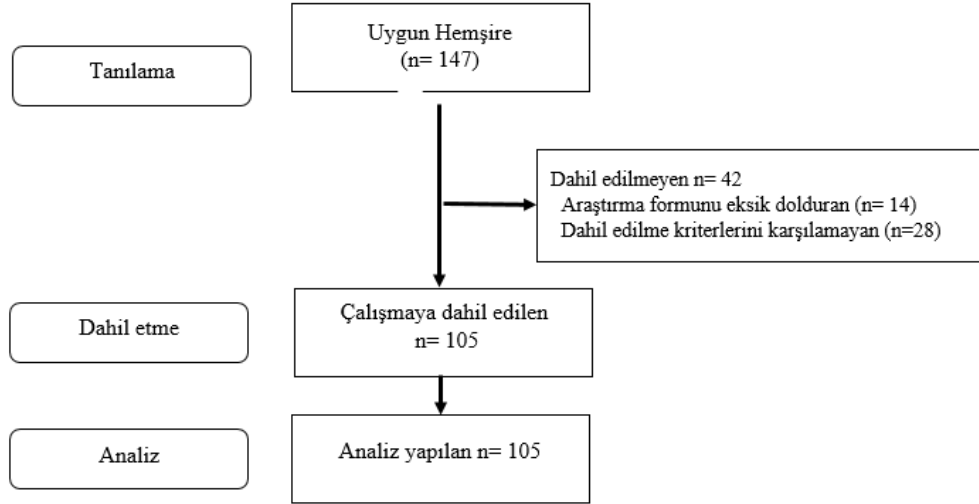 Tanılama
Uygun Hemşire
(n= 147)
Dahil edilmeyen n= 42
Araştırma formunu eksik dolduran (n= 14)
Dahil edilme kriterlerini karşılamayan (n=28)
Dahil etme
Çalışmaya dahil edilen
n= 105
Analiz
Analiz yapılan n= 105